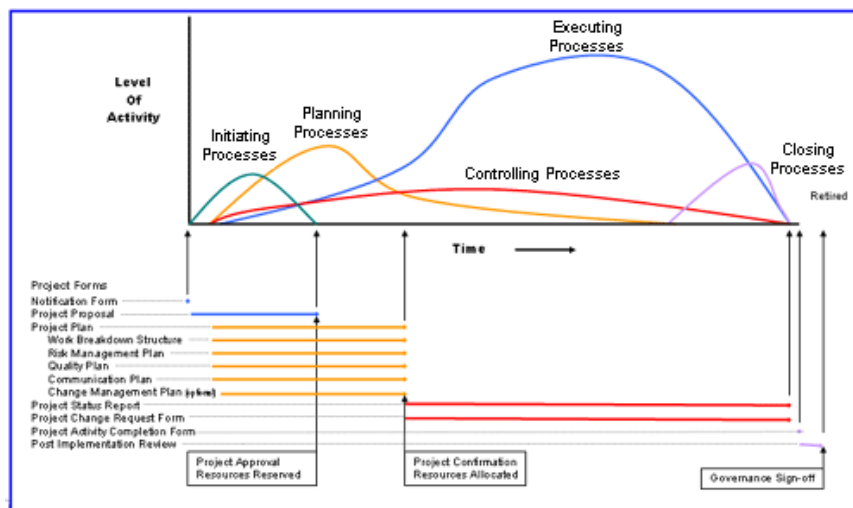 Executing
Processes
Level
Of
Activity
Planning
Processes
Initiating
Processes
Controlling Processes
Closing
Processes
Retired
Time
Project Forms
Notification Form
Project Proposal
Project Plan
Work Breakdown Structure
Risk Management Plan
Quality Plan
Communication Plan
Change Management Plan (optional)
Project Status Report
Project Change Request Form
Project Activity Completion Form
Post Implementation Review
Project Approval
Resources Reserved
Project Confirmation
Resources Allocated
Governance Sign-off